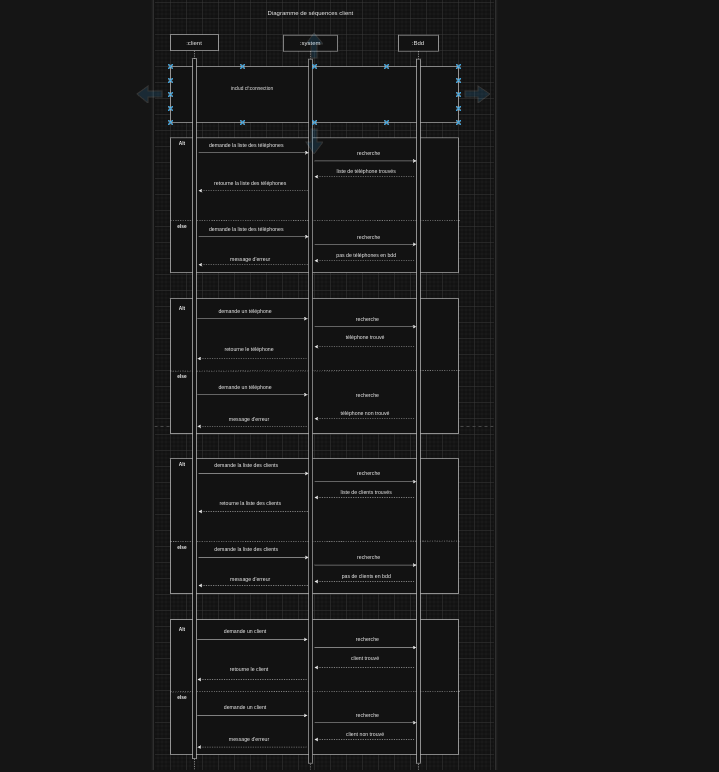 Diagramme de séquences client
:client
:system
:Bdd
includ d'connection
Alt
demande la liste des téléphones
recherche
liste de téléphone trouvés
retourne la liste des téléphones
else
demande la liste des téléphones
recherche
pas de téléphones en bdd
message d'erreur
Alt
demande un téléphone
recherche
téléphone trouvé
retourne le téléphone
else
demande un téléphone
recherche
téléphone non trouvé
message d'erreur
Alt
demande la liste des clients
recherche
liste de clients trouvés
retourne la liste des clients
else
demande la liste des clients
recherche
pas de clients en bdd
message d'erreur
Alt
demande un client
recherche
client trouvé
retourne le client
else
demande un client
recherche
client non trouvé
message d'erreur